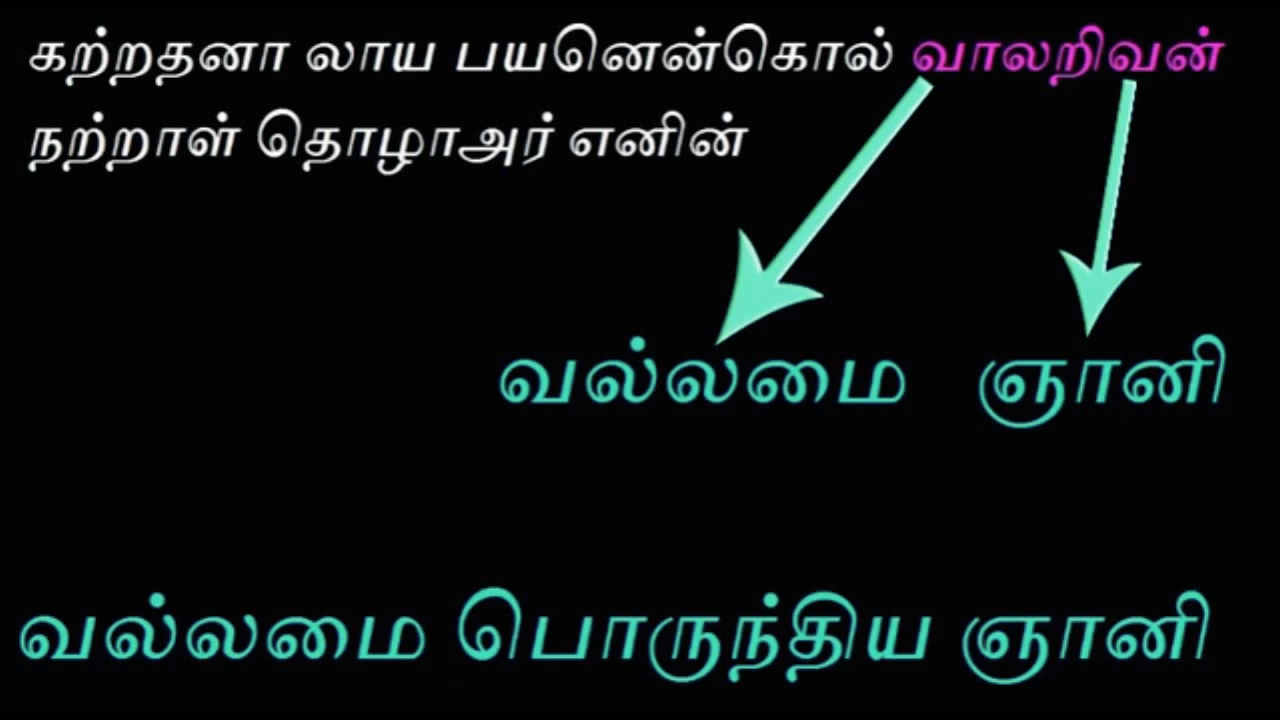 கற்றதனா லாய பயனென்கொல் வாலறிவன்
நற்றாள் தொழாஅர் எனின்
வல்லமை ஞானி
வல்லமை பொருந்திய ஞானி